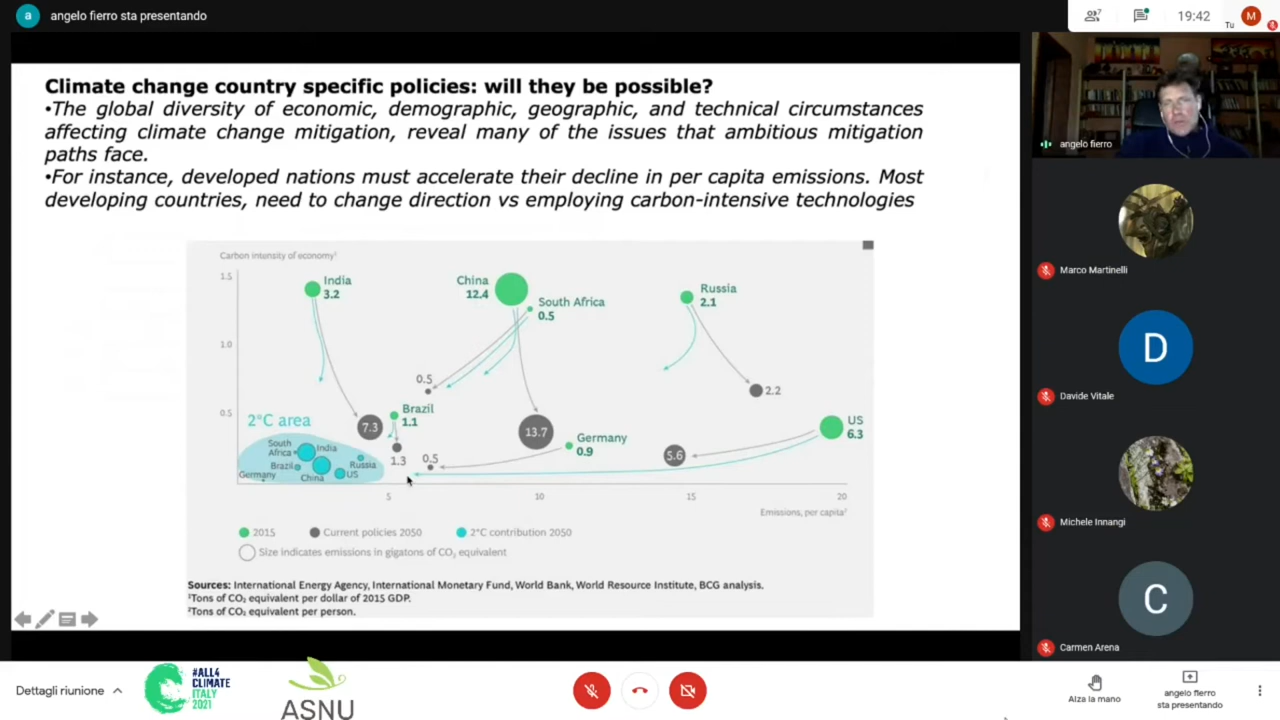 a angelo fierro sta presentando
7
19:42
Tu
M
Climate change country specific policies: will they be possible?
•The global diversity of economic, demographic, geographic, and technical circumstances
affecting climate change mitigation, reveal many of the issues that ambitious mitigation
paths face.
•For instance, developed nations must accelerate their decline in per capita emissions. Most
developing countries, need to change direction vs employing carbon-intensive technologies
Carbon intensity of economy¹
1.5
India
3.2
China
12.4
South Africa
0.5
Russia
2.1
1.0
0.5
2.2
0.5
Brazil
1.1
2°C area
7.3
13.7
US
6.3
Germany
0.9
South
Africa
India
1.3
0.5
5.6
Brazil
Russia
Germany
China
US
5
10
15
20
Emissions, per capita²
2015
Current policies 2050
2°C contribution 2050
Size indicates emissions in gigatons of CO₂ equivalent
Sources: International Energy Agency, International Monetary Fund, World Bank, World Resource Institute, BCG analysis.
¹Tons of CO₂ equivalent per dollar of 2015 GDP.
²Tons of CO₂ equivalent per person.
angelo fierro
Marco Martinelli
D
Davide Vitale
Michele Innangi
C
Carmen Arena
Dettagli riunione
#ALL4
CLIMATE
ITALY
2021
ASNU
Alza la mano
angelo fierro
sta presentando